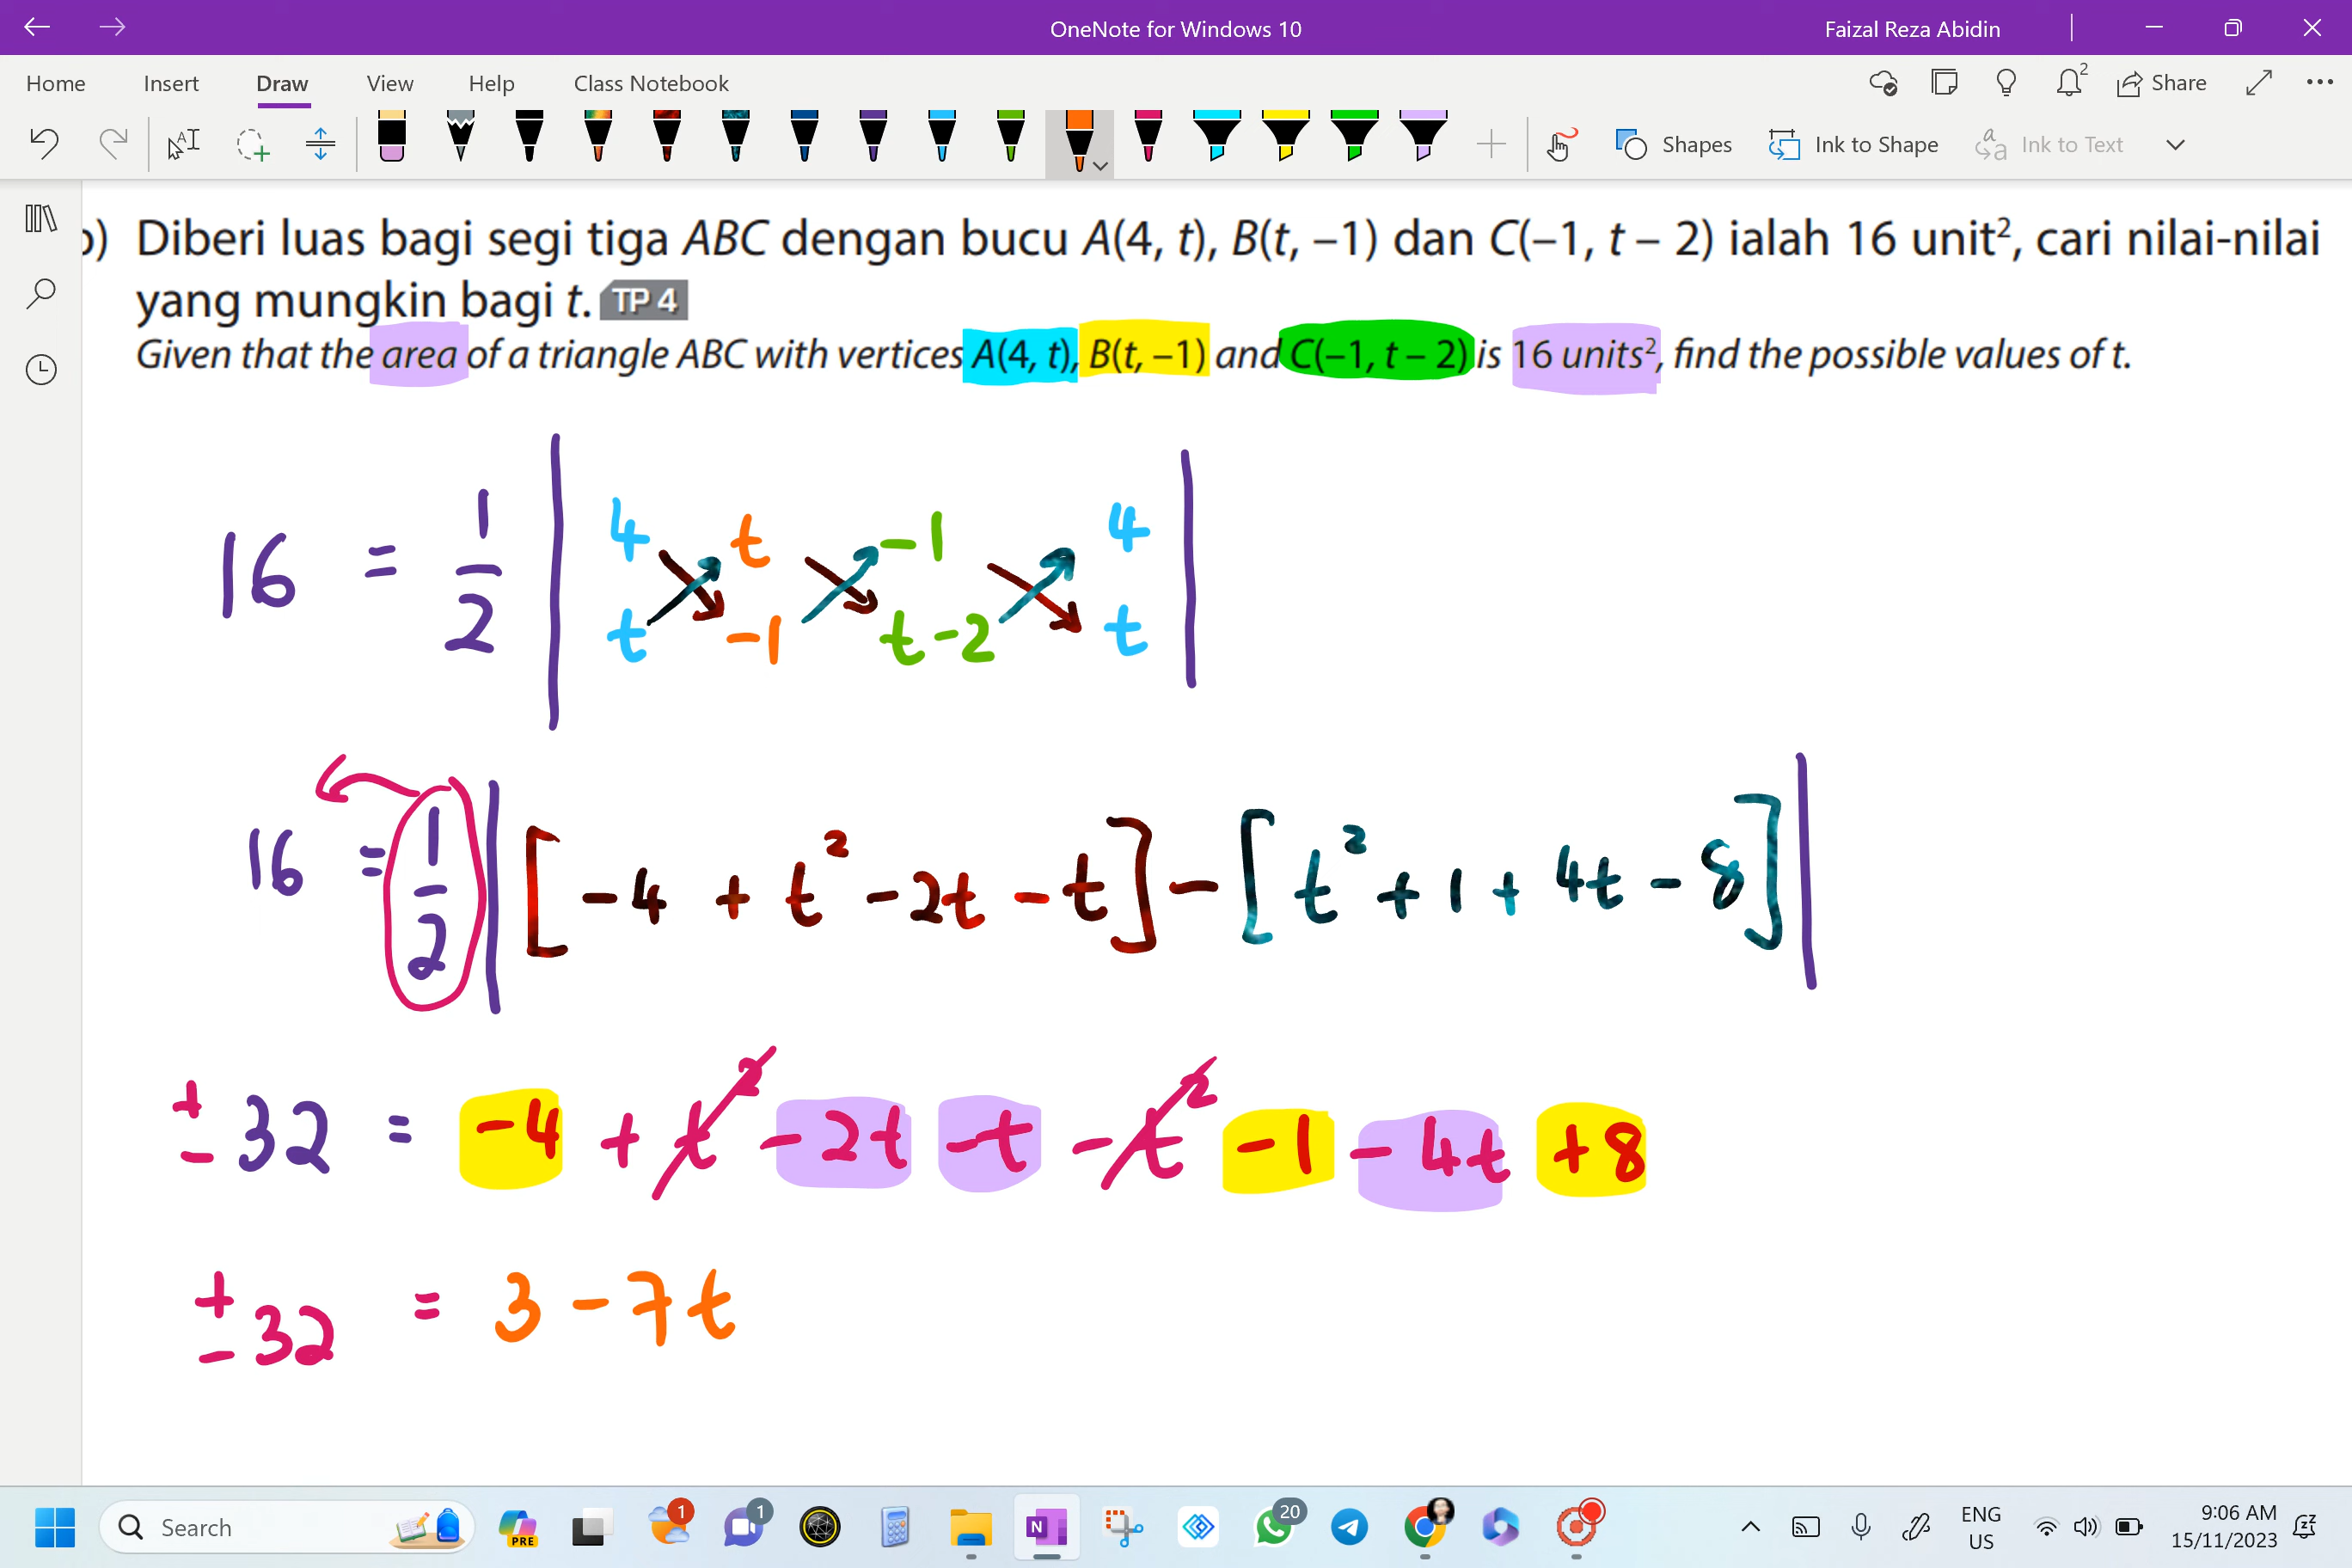 OneNote for Windows 10
Faizal Reza Abidin
Home Insert Draw View Help Class Notebook
2
Share
Shapes Ink to Shape Ink to Text
b) Diberi luas bagi segi tiga ABC dengan bucu A(4, t), B(t, –1) dan C(–1, t – 2) ialah 16 unit², cari nilai-nilai
yang mungkin bagi t. TP 4
Given that the area of a triangle ABC with vertices A(4, t), B(t, –1) and C(–1, t – 2) is 16 units², find the possible values of t.
16 = 1/2 | 4 t -1 4 |
t -1 t-2 t
16 = 1/2 | [ -4 + t² - 2t - t ] - [ t² + 1 + 4t - 8 ] |
± 32 = -4 + t² - 2t - t - t² - 1 - 4t + 8
± 32 = 3 - 7t
Search
PRE
1
1
N
20
ENG
US
9:06 AM
15/11/2023